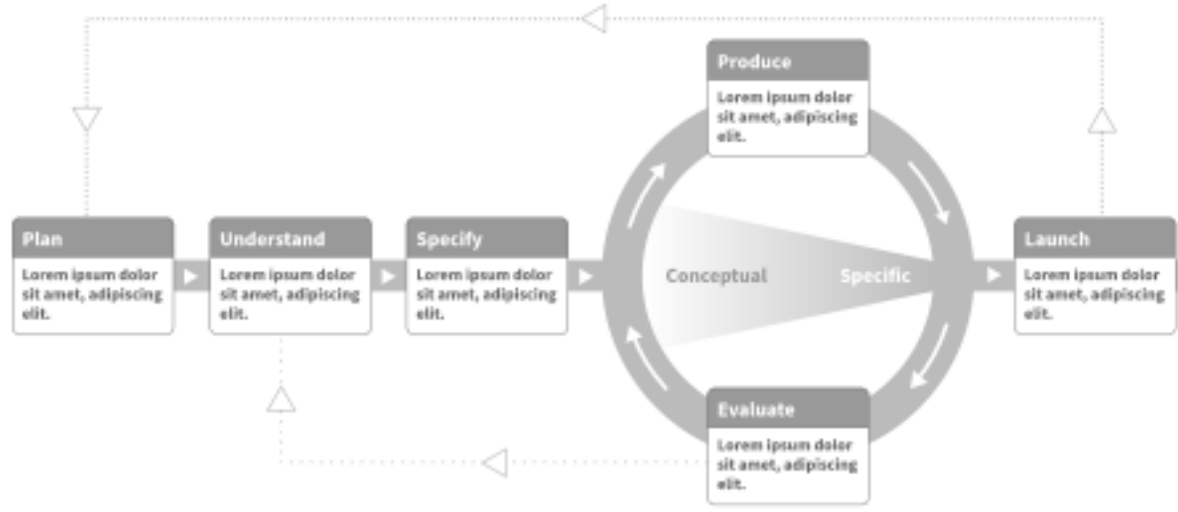 Produce
Lorem ipsum dolor
sit amet, adipiscing
elit.
Plan
Lorem ipsum dolor
sit amet, adipiscing
elit.
Understand
Lorem ipsum dolor
sit amet, adipiscing
elit.
Specify
Lorem ipsum dolor
sit amet, adipiscing
elit.
Conceptual
Specific
Launch
Lorem ipsum dolor
sit amet, adipiscing
elit.
Evaluate
Lorem ipsum dolor
sit amet, adipiscing
elit.